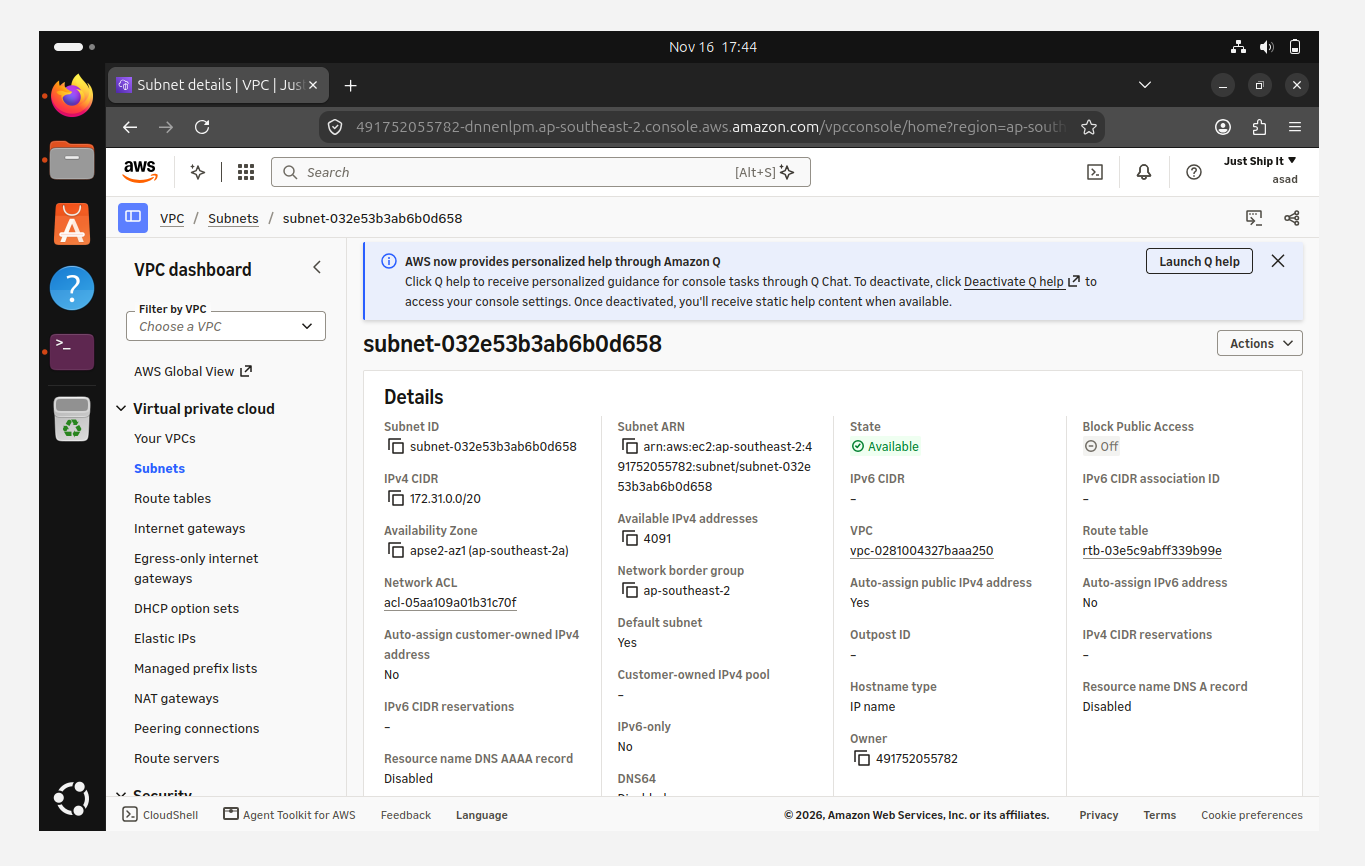 Nov 16 17:44
Subnet details | VPC | Jus
491752055782-dnnenlpm.ap-southeast-2.console.aws.amazon.com/vpcconsole/home?region=ap-south
aws
Search
[Alt+S]
Just Ship It
asad
VPC / Subnets / subnet-032e53b3ab6b0d658
VPC dashboard
Filter by VPC
Choose a VPC
AWS Global View
Virtual private cloud
Your VPCs
Subnets
Route tables
Internet gateways
Egress-only internet
gateways
DHCP option sets
Elastic IPs
Managed prefix lists
NAT gateways
Peering connections
Route servers
Security
AWS now provides personalized help through Amazon Q
Click Q help to receive personalized guidance for console tasks through Q Chat. To deactivate, click Deactivate Q help to
access your console settings. Once deactivated, you'll receive static help content when available.
Launch Q help
subnet-032e53b3ab6b0d658
Actions
Details
Subnet ID
subnet-032e53b3ab6b0d658
IPv4 CIDR
172.31.0.0/20
Availability Zone
apse2-az1 (ap-southeast-2a)
Network ACL
acl-05aa109a01b31c70f
Auto-assign customer-owned IPv4
address
No
IPv6 CIDR reservations
–
Resource name DNS AAAA record
Disabled
Subnet ARN
arn:aws:ec2:ap-southeast-2:4
91752055782:subnet/subnet-032e
53b3ab6b0d658
Available IPv4 addresses
4091
Network border group
ap-southeast-2
Default subnet
Yes
Customer-owned IPv4 pool
–
IPv6-only
No
DNS64
Disabled
State
Available
IPv6 CIDR
–
VPC
vpc-0281004327baaa250
Auto-assign public IPv4 address
Yes
Outpost ID
–
Hostname type
IP name
Owner
491752055782
Block Public Access
Off
IPv6 CIDR association ID
–
Route table
rtb-03e5c9abff339b99e
Auto-assign IPv6 address
No
IPv4 CIDR reservations
–
Resource name DNS A record
Disabled
CloudShell
Agent Toolkit for AWS
Feedback
Language
© 2026, Amazon Web Services, Inc. or its affiliates.
Privacy
Terms
Cookie preferences